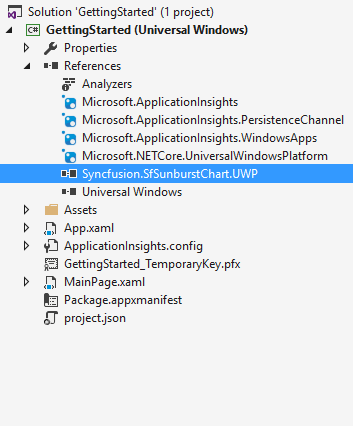 Solution 'GettingStarted' (1 project)
C# GettingStarted (Universal Windows)
Properties
References
Analyzers
Microsoft.ApplicationInsights
Microsoft.ApplicationInsights.PersistenceChannel
Microsoft.ApplicationInsights.WindowsApps
Microsoft.NETCore.UniversalWindowsPlatform
Syncfusion.SfSunburstChart.UWP
Universal Windows
Assets
App.xaml
ApplicationInsights.config
GettingStarted_TemporaryKey.pfx
MainPage.xaml
Package.appxmanifest
project.json